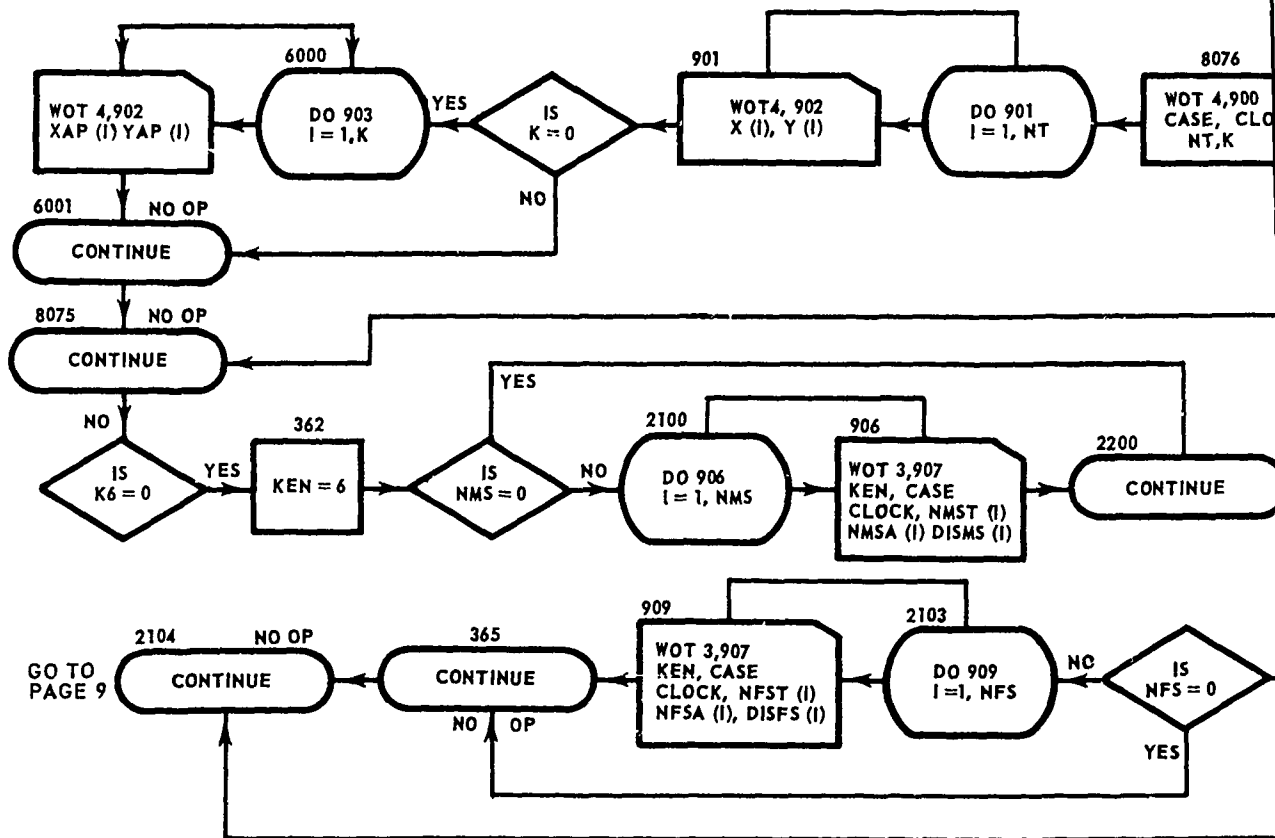 6000
901
8076
WOT 4,902
XAP (I) YAP (I)
DO 903
I = 1,K
YES
IS
K = 0
WOT4, 902
X (I), Y (I)
DO 901
I = 1, NT
WOT 4,900
CASE, CLO
NT,K
NO
6001
NO OP
CONTINUE
8075
NO OP
CONTINUE
NO
IS
K6 = 0
YES
362
KEN = 6
YES
IS
NMS = 0
NO
2100
DO 906
I = 1, NMS
906
WOT 3,907
KEN, CASE
CLOCK, NMST (I)
NMSA (I) DISMS (I)
2200
CONTINUE
GO TO
PAGE 9
2104
NO OP
CONTINUE
365
CONTINUE
NO OP
909
WOT 3,907
KEN, CASE
CLOCK, NFST (I)
NFSA (I), DISFS (I)
2103
DO 909
I =1, NFS
NO
IS
NFS = 0
YES